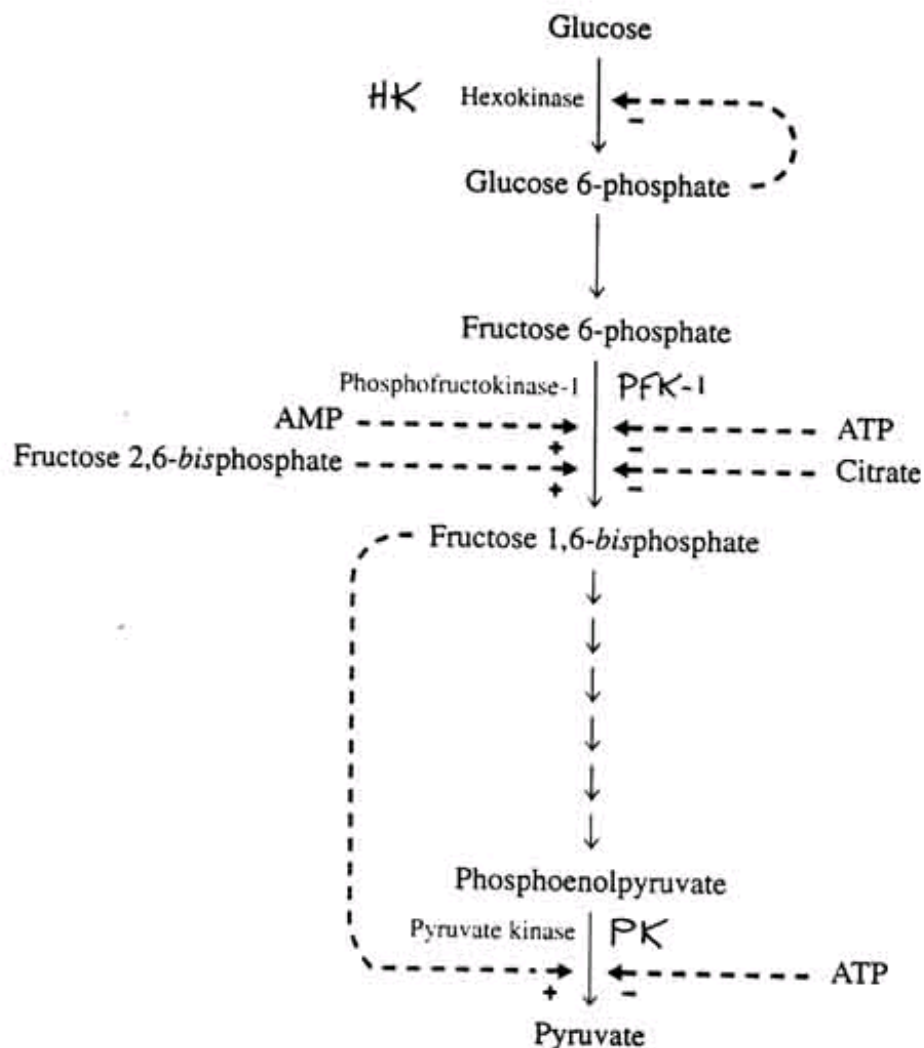 Glucose
HK Hexokinase
-
Glucose 6-phosphate
Fructose 6-phosphate
Phosphofructokinase-1 PFK-1
AMP ATP
+ -
Fructose 2,6-bisphosphate Citrate
+ -
Fructose 1,6-bisphosphate
Phosphoenolpyruvate
Pyruvate kinase PK
ATP
+ -
Pyruvate